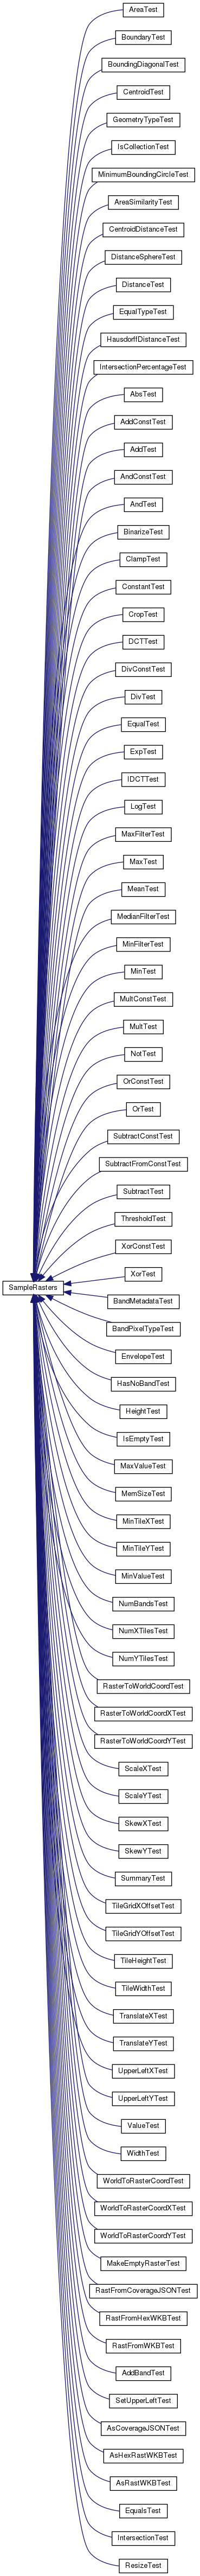 AreaTest
BoundaryTest
BoundingDiagonalTest
CentroidTest
GeometryTypeTest
IsCollectionTest
MinimumBoundingCircleTest
AreaSimilarityTest
CentroidDistanceTest
DistanceSphereTest
DistanceTest
EqualTypeTest
HausdorffDistanceTest
IntersectionPercentageTest
AbsTest
AddConstTest
AddTest
AndConstTest
AndTest
BinarizeTest
ClampTest
ConstantTest
CropTest
DCTTest
DivConstTest
DivTest
EqualTest
ExpTest
IDCTTest
LogTest
MaxFilterTest
MaxTest
MeanTest
MedianFilterTest
MinFilterTest
MinTest
MultConstTest
MultTest
NotTest
OrConstTest
OrTest
SubtractConstTest
SubtractFromConstTest
SubtractTest
ThresholdTest
XorConstTest
XorTest
SampleRasters
BandMetadataTest
BandPixelTypeTest
EnvelopeTest
HasNoBandTest
HeightTest
IsEmptyTest
MaxValueTest
MemSizeTest
MinTileXTest
MinTileYTest
MinValueTest
NumBandsTest
NumXTilesTest
NumYTilesTest
RasterToWorldCoordTest
RasterToWorldCoordXTest
RasterToWorldCoordYTest
ScaleXTest
ScaleYTest
SkewXTest
SkewYTest
SummaryTest
TileGridXOffsetTest
TileGridYOffsetTest
TileHeightTest
TileWidthTest
TranslateXTest
TranslateYTest
UpperLeftXTest
UpperLeftYTest
ValueTest
WidthTest
WorldToRasterCoordTest
WorldToRasterCoordXTest
WorldToRasterCoordYTest
MakeEmptyRasterTest
RastFromCoverageJSONTest
RastFromHexWKBTest
RastFromWKBTest
AddBandTest
SetUpperLeftTest
AsCoverageJSONTest
AsHexRastWKBTest
AsRastWKBTest
EqualsTest
IntersectionTest
ResizeTest